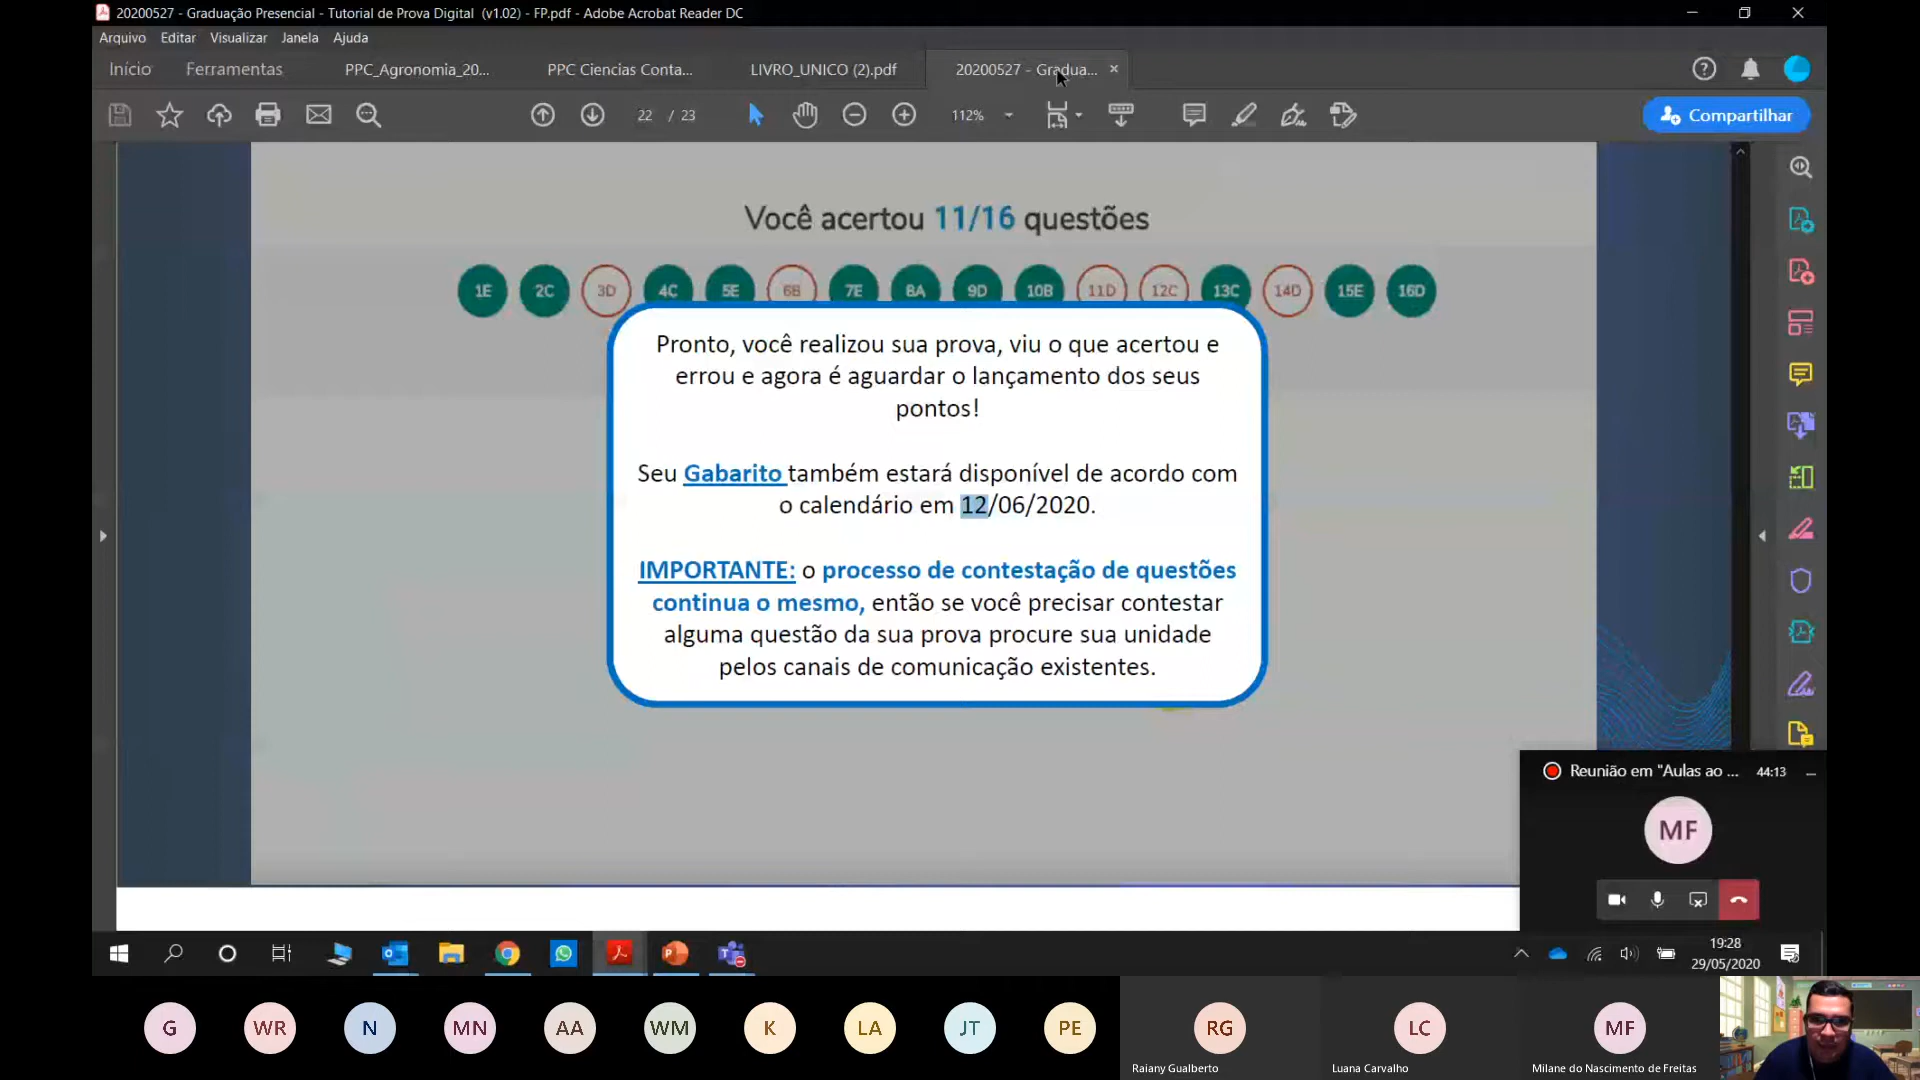 20200527 - Graduação Presencial - Tutorial de Prova Digital (v1.02) - FP.pdf - Adobe Acrobat Reader DC
Arquivo Editar Visualizar Janela Ajuda
Início Ferramentas PPC_Agronomia_20... PPC Ciencias Conta... LIVRO_UNICO (2).pdf 20200527 - Gradua... ×
22 / 23 112% Compartilhar
Você acertou 11/16 questões
1E 2C 3D 4C 5E 6B 7E 8A 9D 10B 11D 12C 13C 14D 15E 16D
Pronto, você realizou sua prova, viu o que acertou e
errou e agora é aguardar o lançamento dos seus
pontos!
Seu Gabarito também estará disponível de acordo com
o calendário em 12/06/2020.
IMPORTANTE: o processo de contestação de questões
continua o mesmo, então se você precisar contestar
alguma questão da sua prova procure sua unidade
pelos canais de comunicação existentes.
Reunião em "Aulas ao ... 44:13
MF
19:28
29/05/2020
G WR N MN AA WM K LA JT PE RG LC MF
Raiany Gualberto Luana Carvalho Milane do Nascimento de Freitas